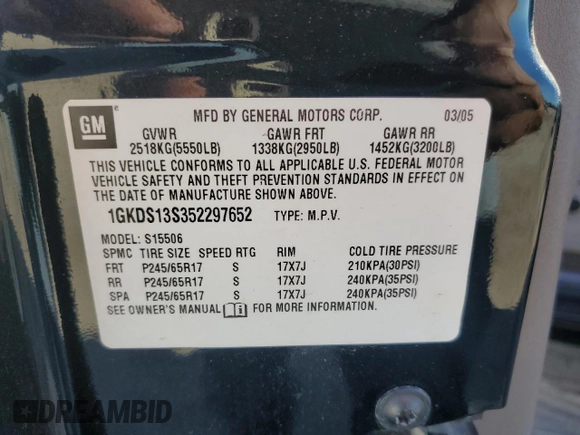 GM
MFD BY GENERAL MOTORS CORP. 03/05
GVWR GAWR FRT GAWR RR
2518KG(5550LB) 1338KG(2950LB) 1452KG(3200LB)
THIS VEHICLE CONFORMS TO ALL APPLICABLE U.S. FEDERAL MOTOR
VEHICLE SAFETY AND THEFT PREVENTION STANDARDS IN EFFECT ON
THE DATE OF MANUFACTURE SHOWN ABOVE.
1GKDS13S352297652 TYPE: M.P.V.
MODEL: S15506
SPMC TIRE SIZE SPEED RTG RIM COLD TIRE PRESSURE
FRT P245/65R17 S 17X7J 210KPA(30PSI)
RR P245/65R17 S 17X7J 240KPA(35PSI)
SPA P245/65R17 S 17X7J 240KPA(35PSI)
SEE OWNER'S MANUAL FOR MORE INFORMATION.
DREAMBID